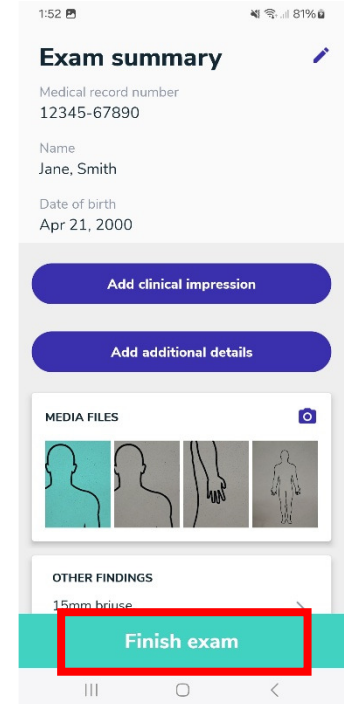 1:52 81%
Exam summary
Medical record number
12345-67890
Name
Jane, Smith
Date of birth
Apr 21, 2000
Add clinical impression
Add additional details
MEDIA FILES
OTHER FINDINGS
15mm briuse
Finish exam